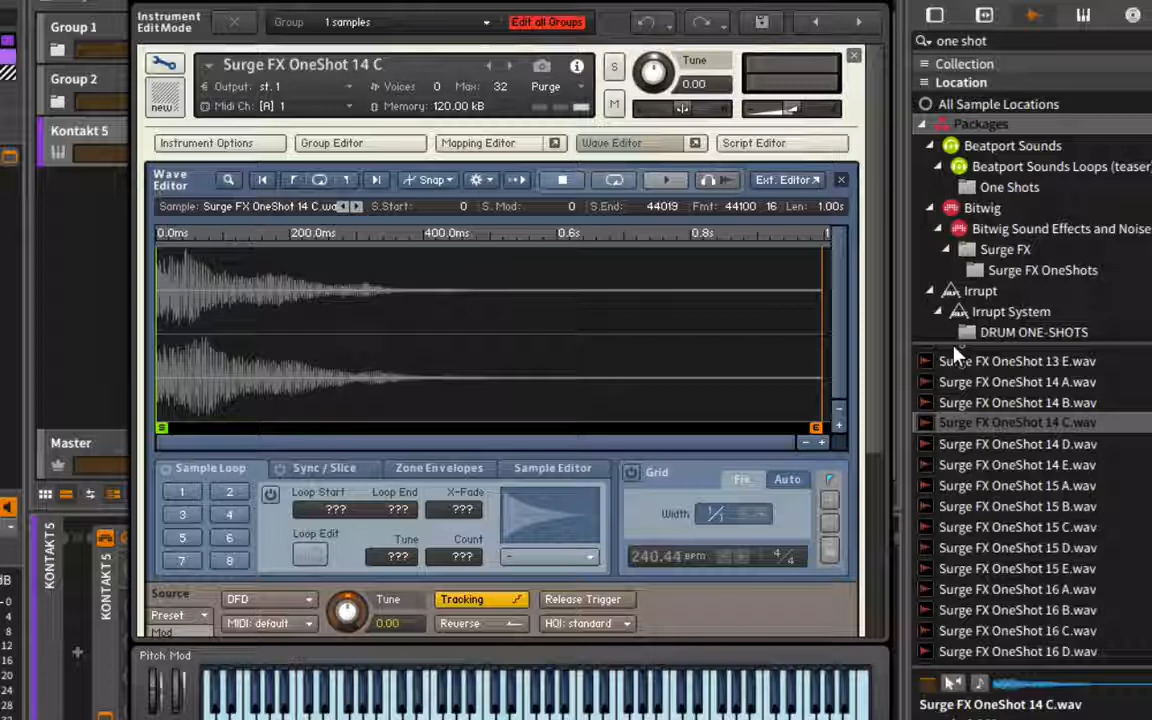 Group 1
Group 2
Kontakt 5
Master
KONTAKT 5
KONTAKT 5
dB
Instrument
Edit Mode
Group
1 samples
Edit all Groups
new
Surge FX OneShot 14 C
Output: st. 1
Voices: 0 Max: 32
Purge
Midi Ch: [A] 1
Memory: 120.00 kB
S
M
Tune
0.00
Instrument Options
Group Editor
Mapping Editor
Wave Editor
Script Editor
Wave
Editor
Snap
Ext. Editor
Sample: Surge FX OneShot 14 C.wa
S.Start: 0
S. Mod: 0
S.End: 44019
Fmt: 44100 16
Len: 1.00s
0.0ms 200.0ms 400.0ms 0.6s 0.8s 1
S
E
Sample Loop
Sync / Slice
Zone Envelopes
Sample Editor
Grid
Fix
Auto
1 2
3 4
5 6
7 8
Loop Start Loop End X-Fade
??? ??? ???
Loop Edit
Tune Count
??? ???
Width 1/1
240.44 BPM 4/4
Source
Preset
Mod
DFD
MIDI: default
Tune
0.00
Tracking
Reverse
Release Trigger
HQI: standard
Pitch Mod
one shot
Collection
Location
All Sample Locations
Packages
Beatport Sounds
Beatport Sounds Loops (teaser
One Shots
Bitwig
Bitwig Sound Effects and Noise
Surge FX
Surge FX OneShots
Irrupt
Irrupt System
DRUM ONE-SHOTS
Surge FX OneShot 13 E.wav
Surge FX OneShot 14 A.wav
Surge FX OneShot 14 B.wav
Surge FX OneShot 14 C.wav
Surge FX OneShot 14 D.wav
Surge FX OneShot 14 E.wav
Surge FX OneShot 15 A.wav
Surge FX OneShot 15 B.wav
Surge FX OneShot 15 C.wav
Surge FX OneShot 15 D.wav
Surge FX OneShot 15 E.wav
Surge FX OneShot 16 A.wav
Surge FX OneShot 16 B.wav
Surge FX OneShot 16 C.wav
Surge FX OneShot 16 D.wav
Surge FX OneShot 14 C.wav